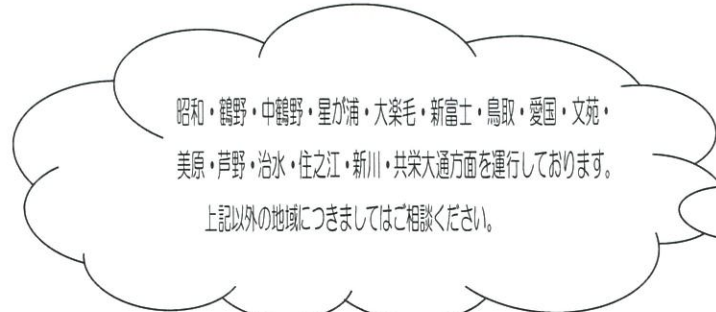 昭和・鶴野・中鶴野・星が浦・大楽毛・新富士・鳥取・愛国・文苑・
美原・芦野・治水・住之江・新川・共栄大通方面を運行しております。
上記以外の地域につきましてはご相談ください。